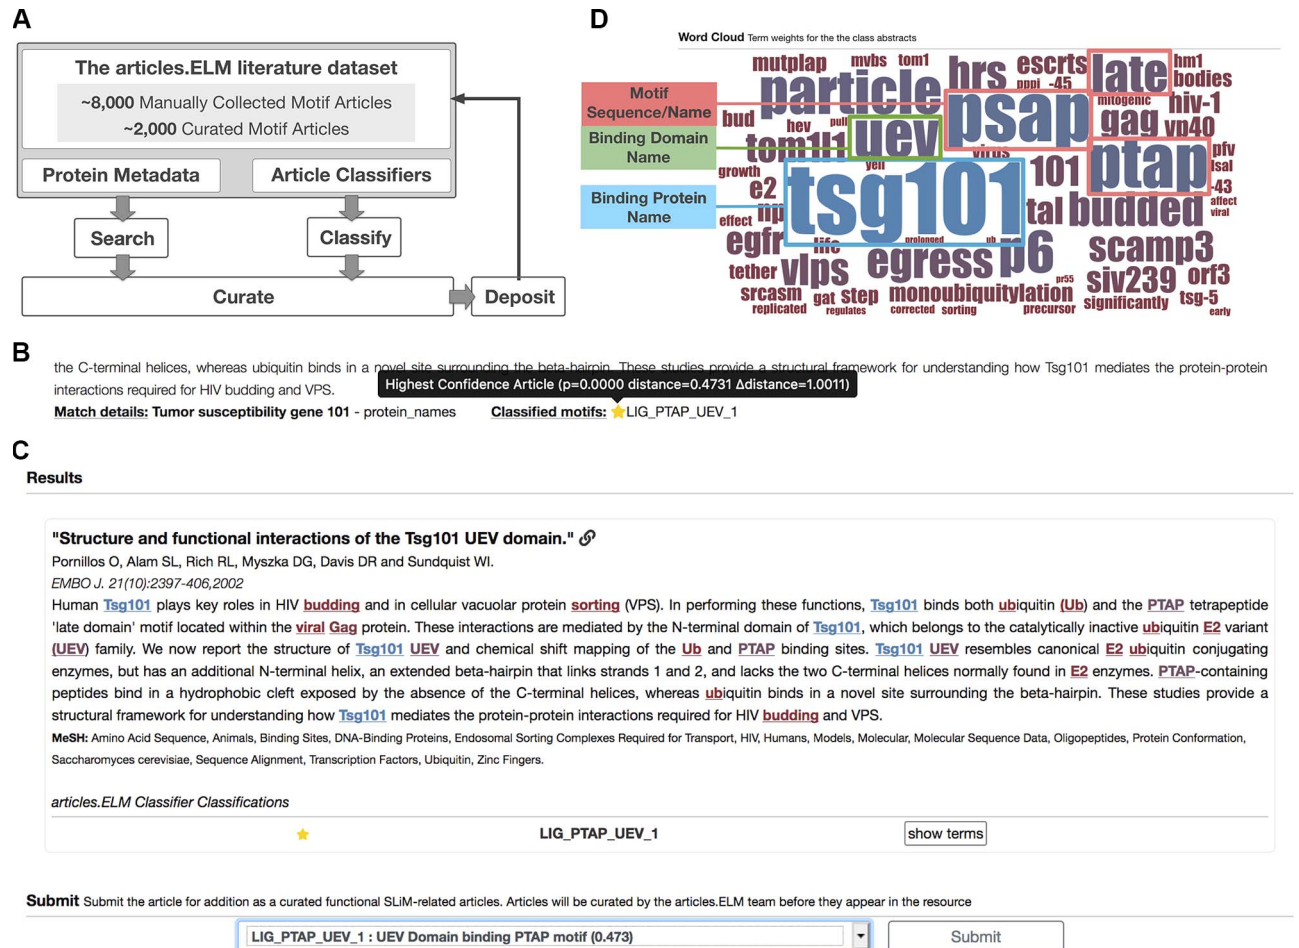 A
The articles.ELM literature dataset
~8,000 Manually Collected Motif Articles
~2,000 Curated Motif Articles
Protein Metadata
Article Classifiers
Search
Classify
Curate
Deposit
D
Word Cloud Term weights for the the class abstracts
Motif
Sequence/Name
Binding Domain
Name
Binding Protein
Name
mutplap mvbs tom1 hrs escrts late hm1
particle pppi -45 bodies
bud hev pull psap mitogenic gag hiv-1
tom1l1 uev virus vp40
growth yeil 101 ptap pfv
lsal
e2 tsg101 -43
effect np tal budded affect
viral
egfr life prolonged ub p6 scamp3
tether vlps egress pr55 siv239 orf3
srcasm gat step monoubiquitylation significantly tsg-5
replicated regulates corrected sorting precursor early
B
the C-terminal helices, whereas ubiquitin binds in a novel site surrounding the beta-hairpin. These studies provide a structural framework for understanding how Tsg101 mediates the protein-protein
interactions required for HIV budding and VPS.
Highest Confidence Article (p=0.0000 distance=0.4731 Δdistance=1.0011)
Match details: Tumor susceptibility gene 101 - protein_names Classified motifs: LIG_PTAP_UEV_1
C
Results
"Structure and functional interactions of the Tsg101 UEV domain."
Pornillos O, Alam SL, Rich RL, Myszka DG, Davis DR and Sundquist WI.
EMBO J. 21(10):2397-406,2002
Human Tsg101 plays key roles in HIV budding and in cellular vacuolar protein sorting (VPS). In performing these functions, Tsg101 binds both ubiquitin (Ub) and the PTAP tetrapeptide
'late domain' motif located within the viral Gag protein. These interactions are mediated by the N-terminal domain of Tsg101, which belongs to the catalytically inactive ubiquitin E2 variant
(UEV) family. We now report the structure of Tsg101 UEV and chemical shift mapping of the Ub and PTAP binding sites. Tsg101 UEV resembles canonical E2 ubiquitin conjugating
enzymes, but has an additional N-terminal helix, an extended beta-hairpin that links strands 1 and 2, and lacks the two C-terminal helices normally found in E2 enzymes. PTAP-containing
peptides bind in a hydrophobic cleft exposed by the absence of the C-terminal helices, whereas ubiquitin binds in a novel site surrounding the beta-hairpin. These studies provide a
structural framework for understanding how Tsg101 mediates the protein-protein interactions required for HIV budding and VPS.
MeSH: Amino Acid Sequence, Animals, Binding Sites, DNA-Binding Proteins, Endosomal Sorting Complexes Required for Transport, HIV, Humans, Models, Molecular, Molecular Sequence Data, Oligopeptides, Protein Conformation,
Saccharomyces cerevisiae, Sequence Alignment, Transcription Factors, Ubiquitin, Zinc Fingers.
articles.ELM Classifier Classifications
LIG_PTAP_UEV_1 show terms
Submit Submit the article for addition as a curated functional SLiM-related articles. Articles will be curated by the articles.ELM team before they appear in the resource
LIG_PTAP_UEV_1 : UEV Domain binding PTAP motif (0.473) Submit